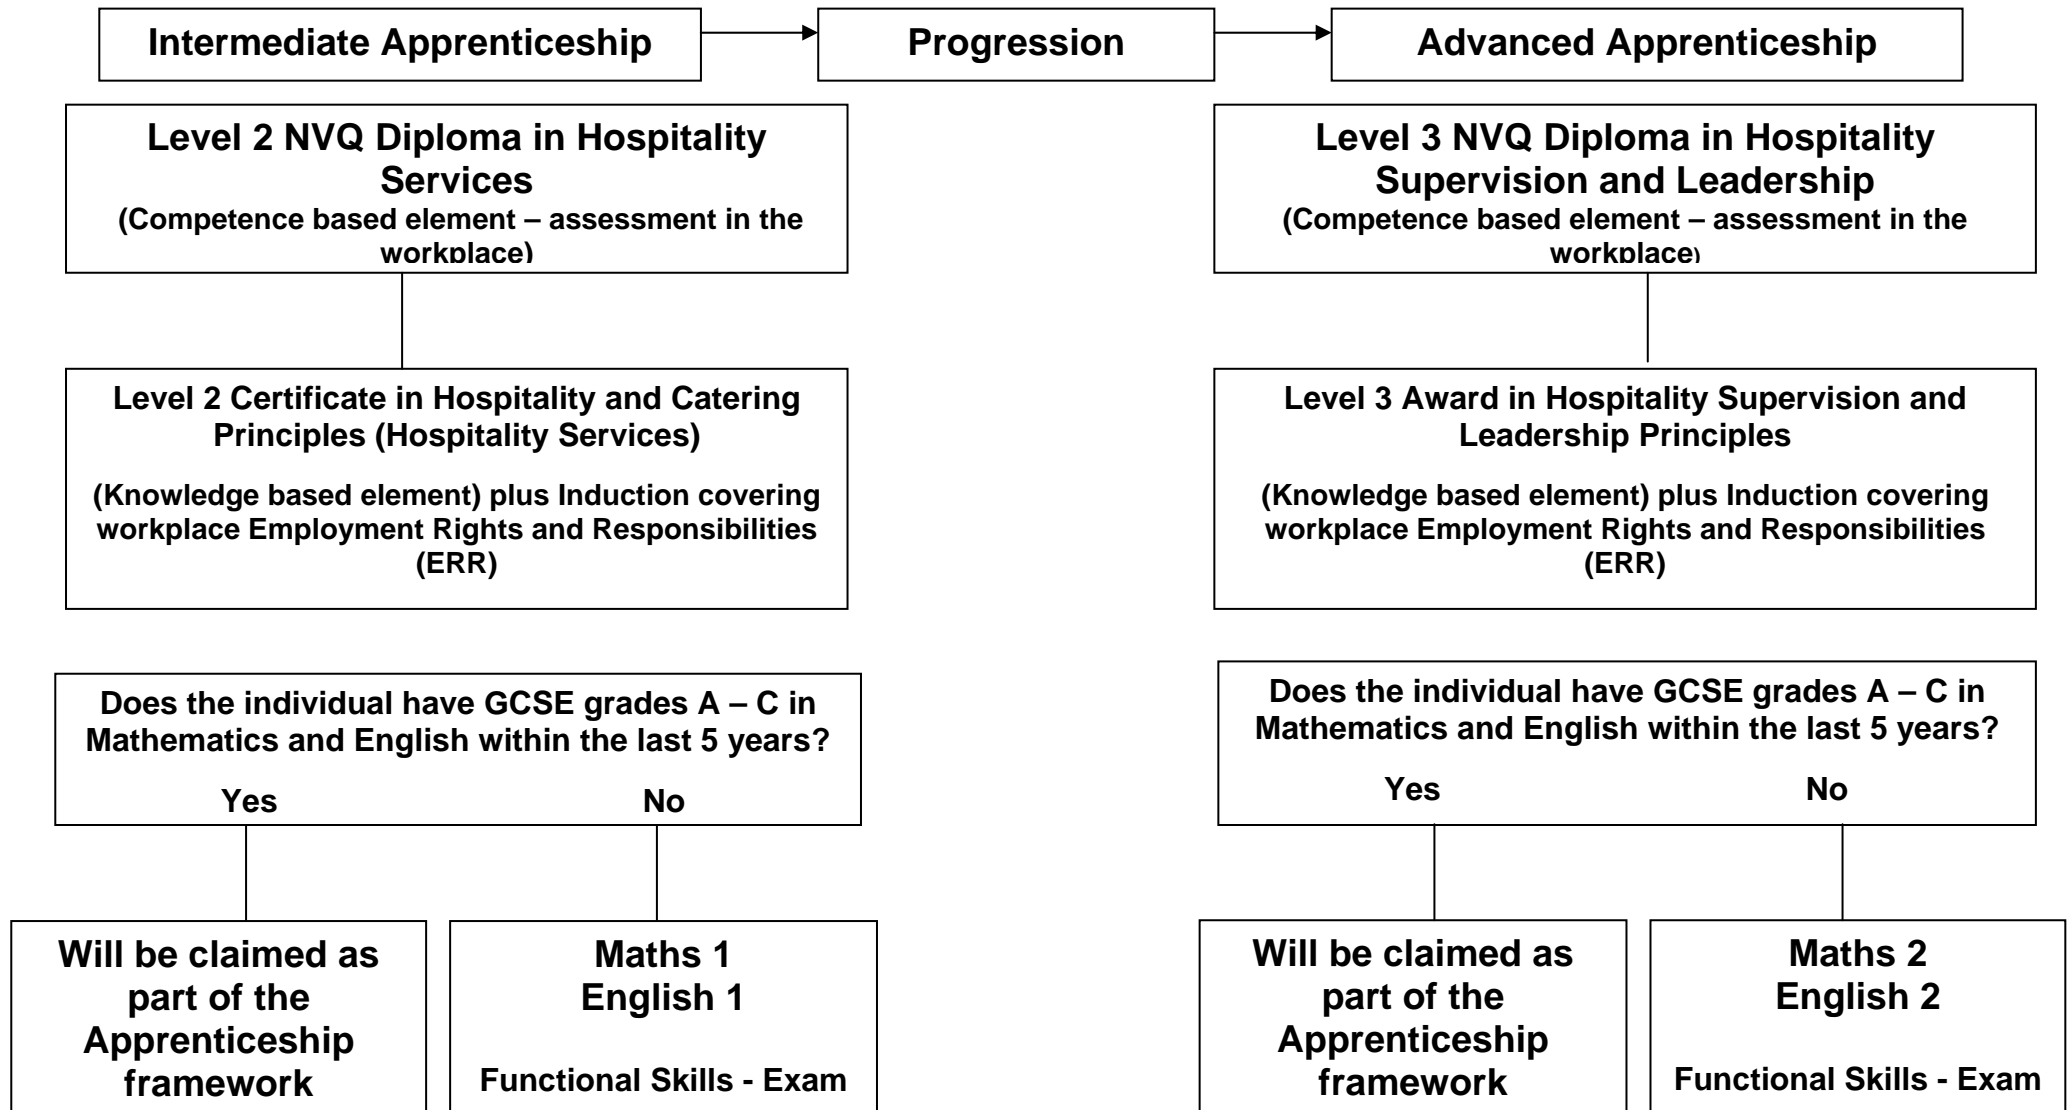 Intermediate Apprenticeship
Progression
Advanced Apprenticeship
Level 2 NVQ Diploma in Hospitality
Services
(Competence based element – assessment in the
workplace)
Level 3 NVQ Diploma in Hospitality
Supervision and Leadership
(Competence based element – assessment in the
workplace)
Level 2 Certificate in Hospitality and Catering
Principles (Hospitality Services)
(Knowledge based element) plus Induction covering
workplace Employment Rights and Responsibilities
(ERR)
Level 3 Award in Hospitality Supervision and
Leadership Principles
(Knowledge based element) plus Induction covering
workplace Employment Rights and Responsibilities
(ERR)
Does the individual have GCSE grades A – C in
Mathematics and English within the last 5 years?
Yes No
Does the individual have GCSE grades A – C in
Mathematics and English within the last 5 years?
Yes No
Will be claimed as
part of the
Apprenticeship
framework
Maths 1
English 1
Functional Skills - Exam
Will be claimed as
part of the
Apprenticeship
framework
Maths 2
English 2
Functional Skills - Exam